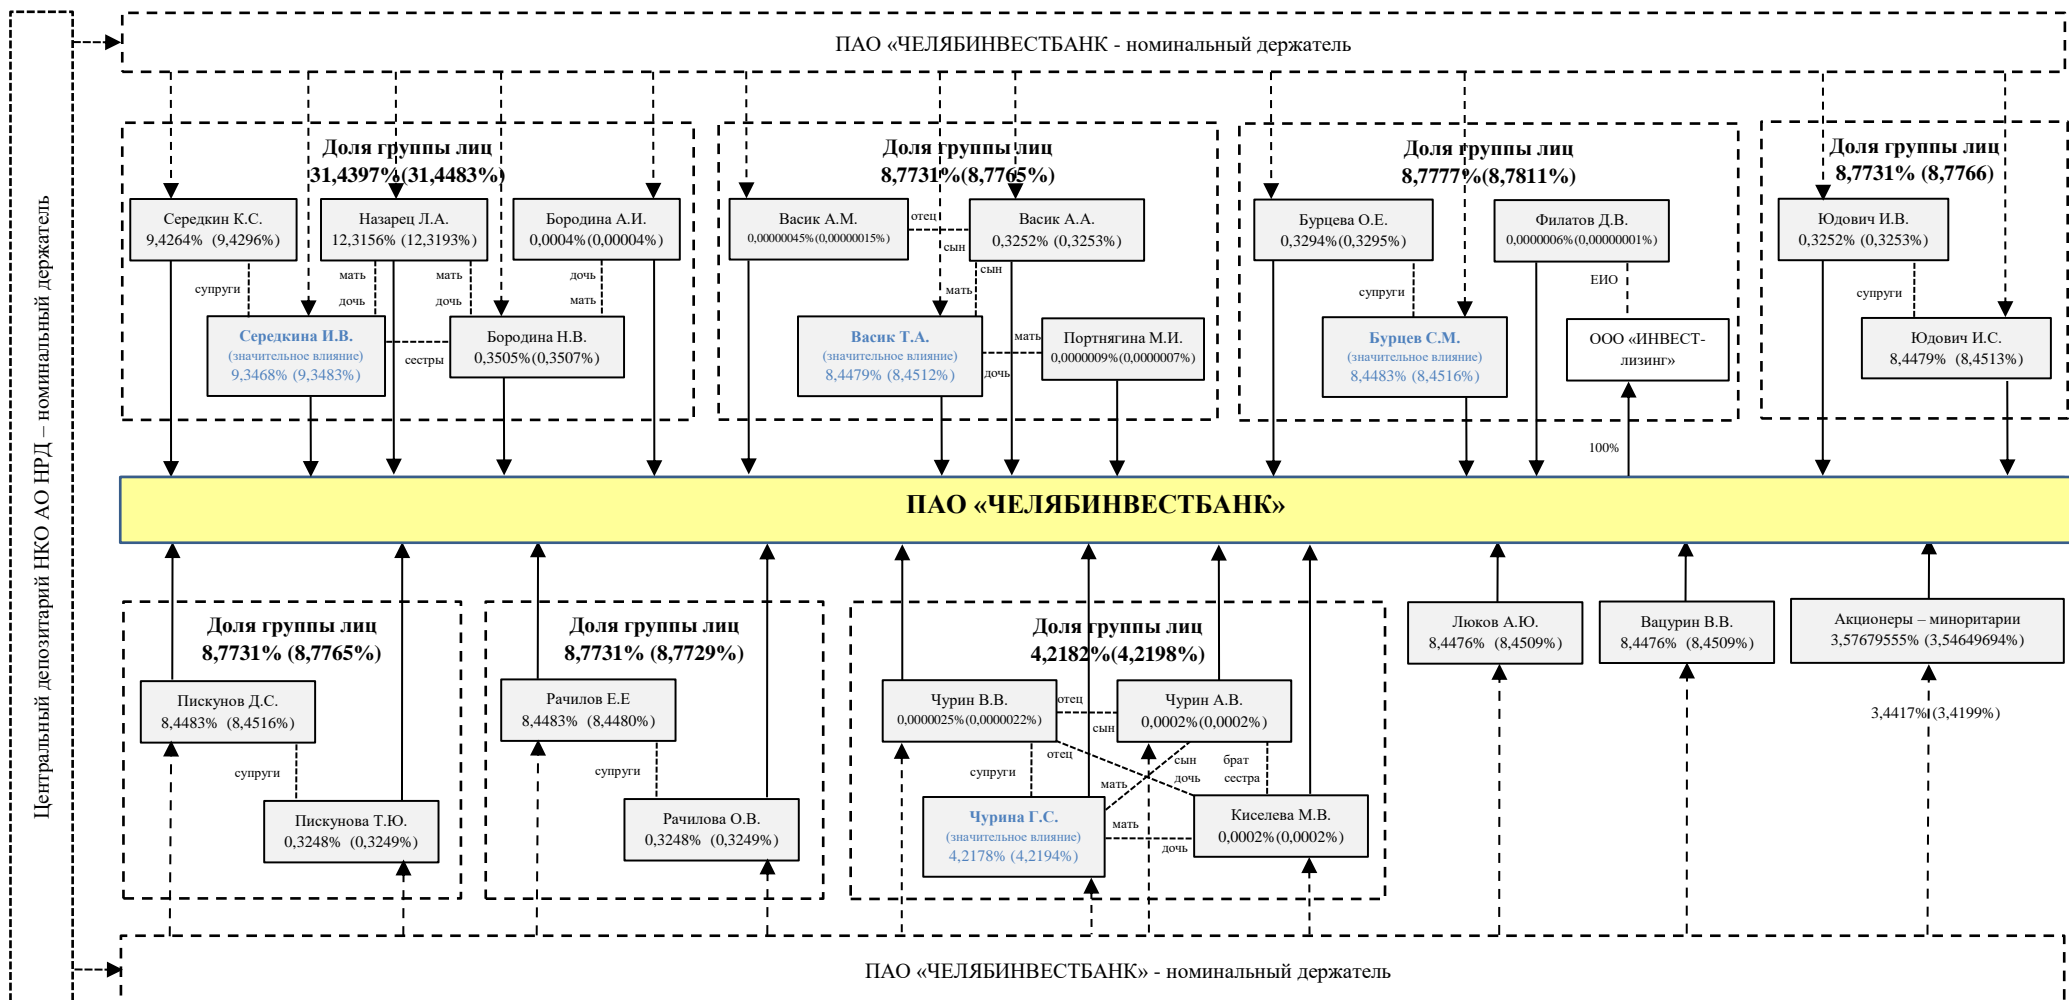 Центральный депозитарий НКО АО НРД – номинальный держатель
ПАО «ЧЕЛЯБИНВЕСТБАНК - номинальный держатель
Доля группы лиц
31,4397%(31,4483%)
Середкин К.С.
9,4264% (9,4296%)
Назарец Л.А.
12,3156% (12,3193%)
Бородина А.И.
0,0004%(0,00004%)
супруги
мать
дочь
мать
дочь
дочь
мать
Середкина И.В.
(значительное влияние)
9,3468% (9,3483%)
сестры
Бородина Н.В.
0,3505%(0,3507%)
Доля группы лиц
8,7731%(8,7765%)
Васик А.М.
0,00000045%(0,00000015%)
отец
сын
Васик А.А.
0,3252% (0,3253%)
сын
мать
Васик Т.А.
(значительное влияние)
8,4479% (8,4512%)
мать
дочь
Портнягина М.И.
0,0000009%(0,0000007%)
Доля группы лиц
8,7777%(8,7811%)
Бурцева О.Е.
0,3294%(0,3295%)
Филатов Д.В.
0,0000006%(0,00000001%)
супруги
ЕИО
Бурцев С.М.
(значительное влияние)
8,4483% (8,4516%)
ООО «ИНВЕСТ-
лизинг»
100%
Доля группы лиц
8,7731% (8,7766)
Юдович И.В.
0,3252% (0,3253%)
супруги
Юдович И.С.
8,4479% (8,4513%)
ПАО «ЧЕЛЯБИНВЕСТБАНК»
Доля группы лиц
8,7731% (8,7765%)
Пискунов Д.С.
8,4483% (8,4516%)
супруги
Пискунова Т.Ю.
0,3248% (0,3249%)
Доля группы лиц
8,7731% (8,7729%)
Рачилов Е.Е
8,4483% (8,4480%)
супруги
Рачилова О.В.
0,3248% (0,3249%)
Доля группы лиц
4,2182%(4,2198%)
Чурин В.В.
0,0000025%(0,0000022%)
отец
сын
Чурин А.В.
0,0002%(0,0002%)
отец
супруги
мать
сын
дочь
брат
сестра
Чурина Г.С.
(значительное влияние)
4,2178% (4,2194%)
мать
дочь
Киселева М.В.
0,0002%(0,0002%)
Люков А.Ю.
8,4476% (8,4509%)
Вацурин В.В.
8,4476% (8,4509%)
Акционеры – миноритарии
3,57679555% (3,54649694%)
3,4417% (3,4199%)
ПАО «ЧЕЛЯБИНВЕСТБАНК» - номинальный держатель